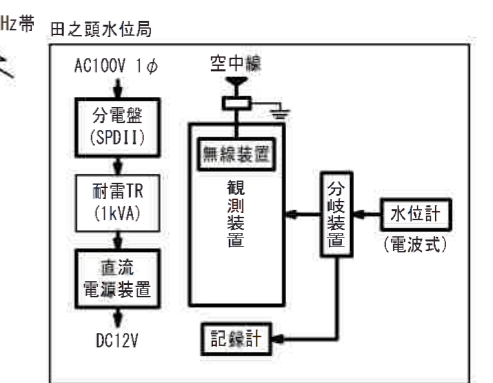 Hz帯
田之頭水位局
AC100V 1φ
分電盤
(SPDII)
耐雷TR
(1kVA)
直流
電源装置
DC12V
空中線
無線装置
観測装置
分岐装置
水位計
(電波式)
記録計